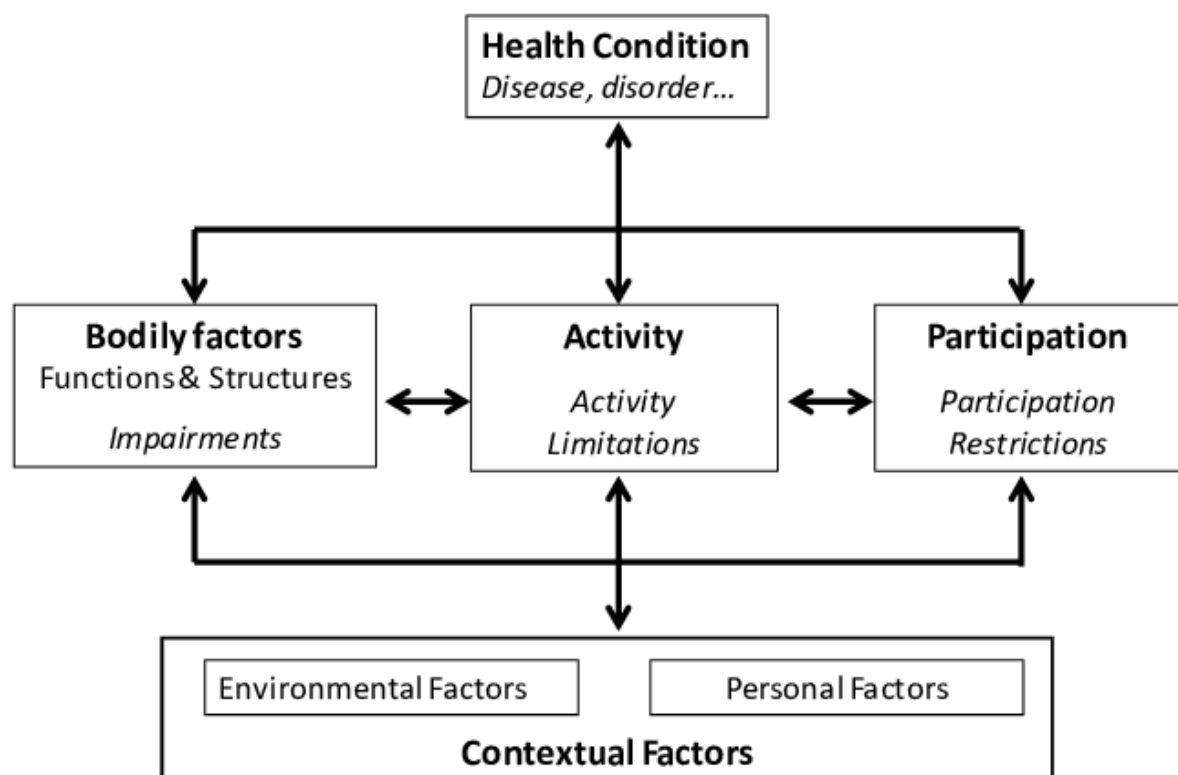 Health Condition
Disease, disorder...
Bodily factors
Functions & Structures
Impairments
Activity
Activity
Limitations
Participation
Participation
Restrictions
Environmental Factors
Personal Factors
Contextual Factors